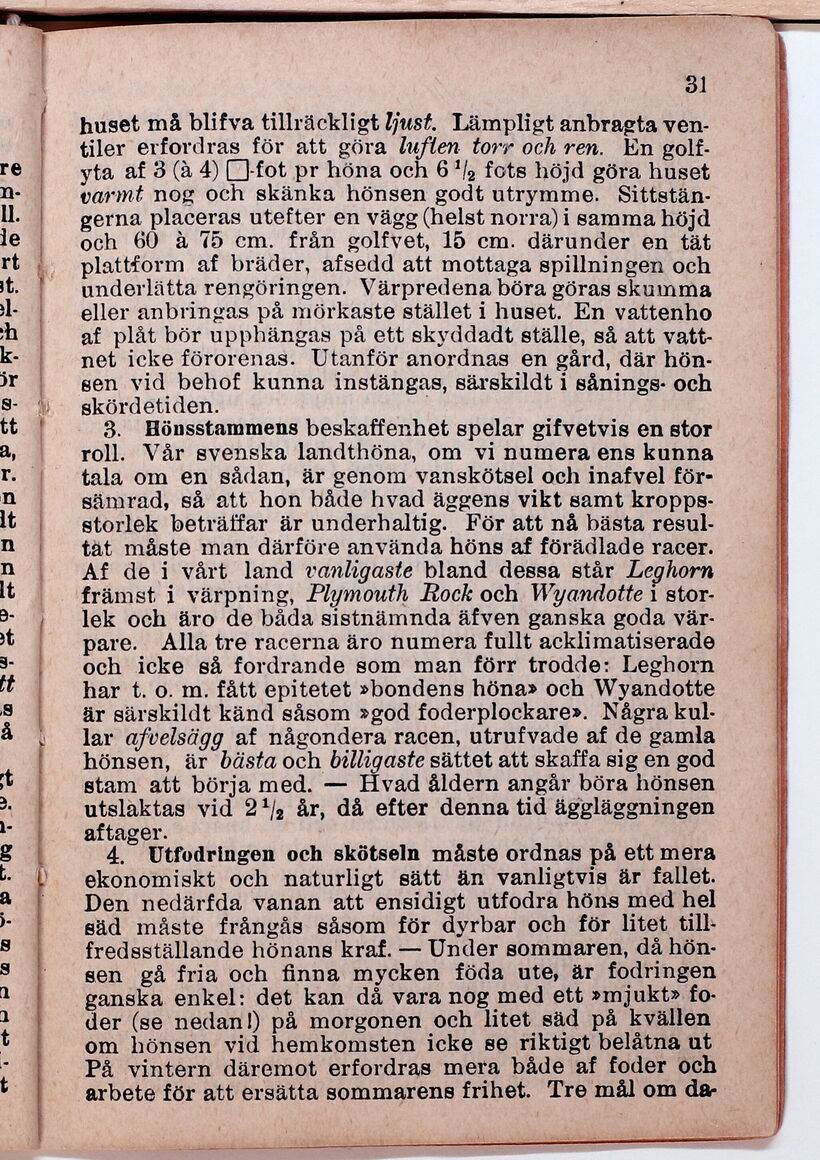 31
huset må blifva tillräckligt ljust. Lämpligt anbragta ven-
tiler erfordras för att göra luften torr och ren. En golf-
yta af 3 (à 4) □-fot pr höna och 6 1/2 fots höjd göra huset
varmt nog och skänka hönsen godt utrymme. Sittstän-
gerna placeras utefter en vägg (helst norra) i samma höjd
och 60 à 75 cm. från golfvet, 15 cm. därunder en tät
plattform af bräder, afsedd att mottaga spillningen och
underlätta rengöringen. Värpredena böra göras skumma
eller anbringas på mörkaste stället i huset. En vattenho
af plåt bör upphängas på ett skyddadt ställe, så att vatt-
net icke förorenas. Utanför anordnas en gård, där hön-
sen vid behof kunna instängas, särskildt i sånings- och
skördetiden.
3. Hönsstammens beskaffenhet spelar gifvetvis en stor
roll. Vår svenska landthöna, om vi numera ens kunna
tala om en sådan, är genom vanskötsel och inafvel för-
sämrad, så att hon både hvad äggens vikt samt kropps-
storlek beträffar är underhaltig. För att nå bästa resul-
tat måste man därföre använda höns af förädlade racer.
Af de i vårt land vanligaste bland dessa står Leghorn
främst i värpning, Plymouth Rock och Wyandotte i stor-
lek och äro de båda sistnämnda äfven ganska goda vär-
pare. Alla tre racerna äro numera fullt acklimatiserade
och icke så fordrande som man förr trodde: Leghorn
har t. o. m. fått epitetet »bondens höna» och Wyandotte
är särskildt känd såsom »god foderplockare». Några kul-
lar afvelsägg af någondera racen, utrufvade af de gamla
hönsen, är bästa och billigaste sättet att skaffa sig en god
stam att börja med. — Hvad åldern angår böra hönsen
utslaktas vid 2 1/2 år, då efter denna tid äggläggningen
aftager.
4. Utfodringen och skötseln måste ordnas på ett mera
ekonomiskt och naturligt sätt än vanligtvis är fallet.
Den nedärfda vanan att ensidigt utfodra höns med hel
säd måste frångås såsom för dyrbar och för litet till-
fredsställande hönans kraf. — Under sommaren, då hön-
sen gå fria och finna mycken föda ute, är fodringen
ganska enkel: det kan då vara nog med ett »mjukt» fo-
der (se nedan!) på morgonen och litet säd på kvällen
om hönsen vid hemkomsten icke se riktigt belåtna ut
På vintern däremot erfordras mera både af foder och
arbete för att ersätta sommarens frihet. Tre mål om da-